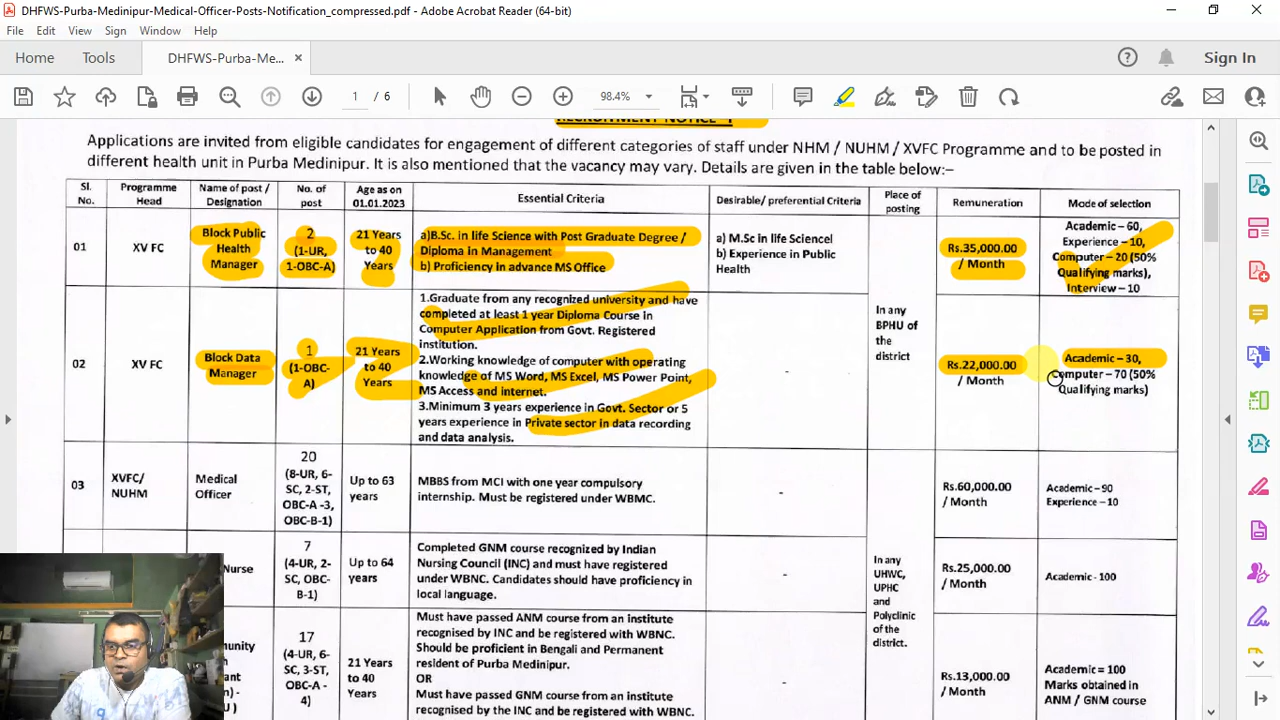 DHFWS-Purba-Medinipur-Medical-Officer-Posts-Notification_compressed.pdf - Adobe Acrobat Reader (64-bit)
File Edit View Sign Window Help
Home Tools DHFWS-Purba-Me... × Sign In
1 / 6 98.4%
RECRUITMENT NOTICE -I
Applications are invited from eligible candidates for engagement of different categories of staff under NHM / NUHM / XVFC Programme and to be posted in
different health unit in Purba Medinipur. It is also mentioned that the vacancy may vary. Details are given in the table below:–
Sl. No. Programme Head Name of post / Designation No. of post Age as on 01.01.2023 Essential Criteria Desirable/ preferential Criteria Place of posting Remuneration Mode of selection
01
XV FC
Block Public
Health
Manager
2
(1-UR,
1-OBC-A)
21 Years
to 40
Years
a)B.Sc. in life Science with Post Graduate Degree /
Diploma in Management
b) Proficiency in advance MS Office
a) M.Sc in life Sciencel
b) Experience in Public
Health
In any
BPHU of
the
district
Rs.35,000.00
/ Month
Academic – 60,
Experience – 10,
Computer – 20 (50%
Qualifying marks),
Interview – 10
02
XV FC
Block Data
Manager
1
(1-OBC-
A)
21 Years
to 40
Years
1.Graduate from any recognized university and have
completed at least 1 year Diploma Course in
Computer Application from Govt. Registered
institution.
2.Working knowledge of computer with operating
knowledge of MS Word, MS Excel, MS Power Point,
MS Access and internet.
3.Minimum 3 years experience in Govt. Sector or 5
years experience in Private sector in data recording
and data analysis.
-
Rs.22,000.00
/ Month
Academic – 30,
Computer – 70 (50%
Qualifying marks)
03
XVFC/
NUHM
Medical
Officer
20
(8-UR, 6-
SC, 2-ST,
OBC-A -3,
OBC-B-1)
Up to 63
years
MBBS from MCI with one year compulsory
internship. Must be registered under WBMC.
-
In any
UHWC,
UPHC
and
Polyclinic
of the
district.
Rs.60,000.00
/ Month
Academic –90
Experience –10
Nurse
7
(4-UR, 2-
SC, OBC-
B-1)
Up to 64
years
Completed GNM course recognized by Indian
Nursing Council (INC) and must have registered
under WBNC. Candidates should have proficiency in
local language.
-
Rs.25,000.00
/ Month
Academic -100
17
(4-UR, 6-
SC, 3-ST,
OBC-A -
4)
21 Years
to 40
Years
Must have passed ANM course from an institute
recognised by INC and be registered with WBNC.
Should be proficient in Bengali and Permanent
resident of Purba Medinipur.
OR
Must have passed GNM course from an institute
recognised by the INC and be registered with WBNC.
-
Rs.13,000.00
/ Month
Academic = 100
Marks obtained in
ANM / GNM course